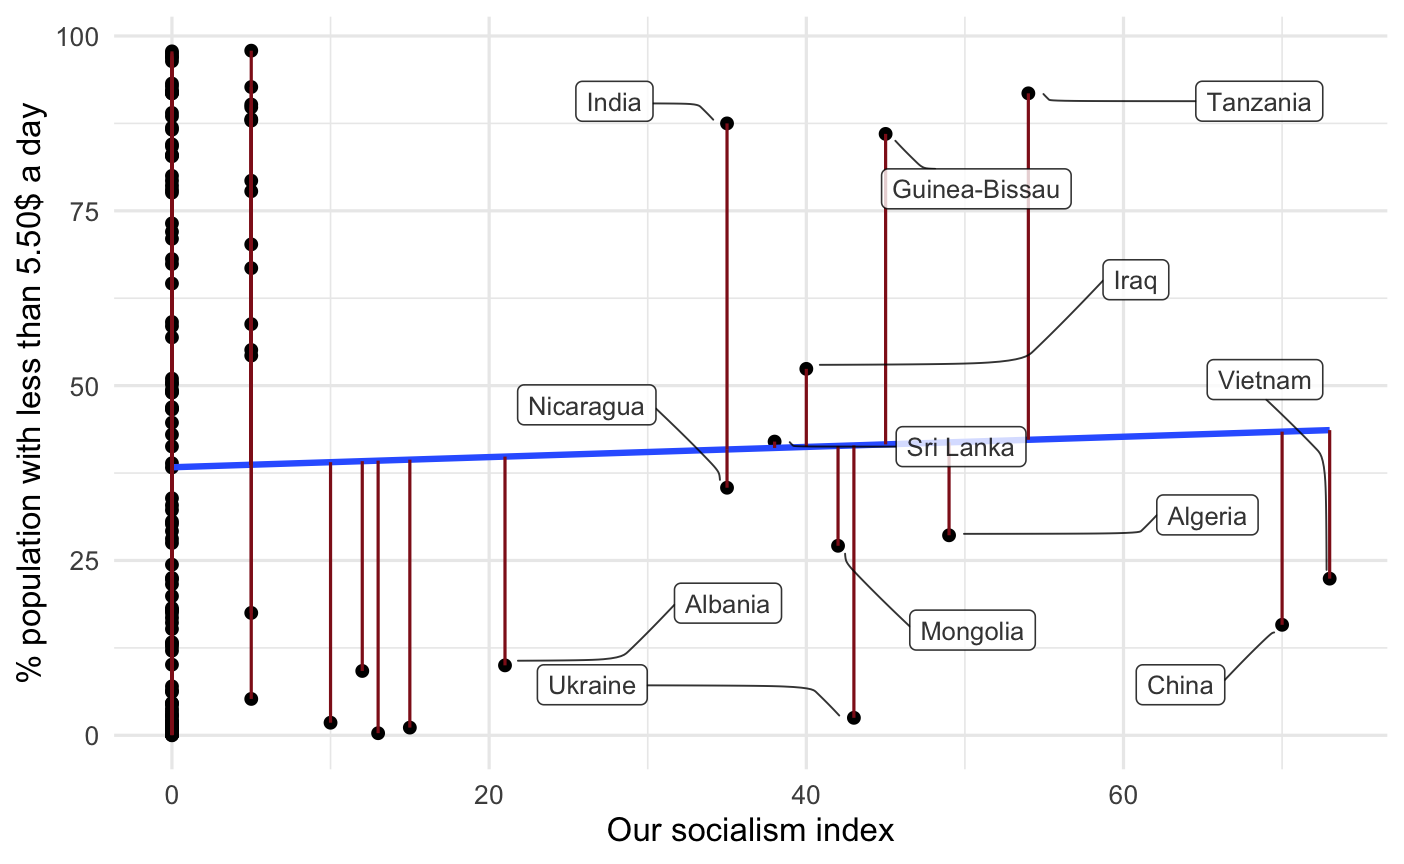 % population with less than 5.50$ a day
100
75
50
25
0
India
Tanzania
Guinea-Bissau
Iraq
Vietnam
Nicaragua
Sri Lanka
Algeria
Albania
Mongolia
Ukraine
China
0
20
40
60
Our socialism index